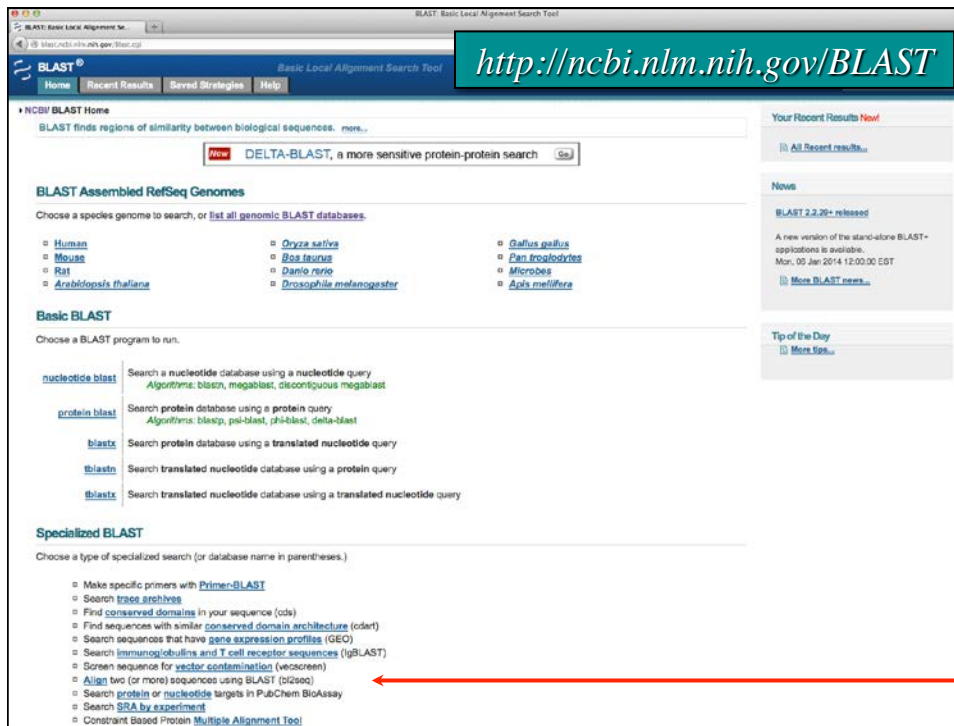 BLAST: Basic Local Alignment Search Tool
BLAST: Basic Local Alignment Se...
blast.ncbi.nlm.nih.gov/Blast.cgi
http://ncbi.nlm.nih.gov/BLAST
BLAST ® Basic Local Alignment Search Tool
Home Recent Results Saved Strategies Help
NCBI/ BLAST Home
BLAST finds regions of similarity between biological sequences. more...
New DELTA-BLAST, a more sensitive protein-protein search Go
BLAST Assembled RefSeq Genomes
Choose a species genome to search, or list all genomic BLAST databases.
Human
Mouse
Rat
Arabidopsis thaliana
Oryza sativa
Bos taurus
Danio rerio
Drosophila melanogaster
Gallus gallus
Pan troglodytes
Microbes
Apis mellifera
Basic BLAST
Choose a BLAST program to run.
nucleotide blast Search a nucleotide database using a nucleotide query
Algorithms: blastn, megablast, discontiguous megablast
protein blast Search protein database using a protein query
Algorithms: blastp, psi-blast, phi-blast, delta-blast
blastx Search protein database using a translated nucleotide query
tblastn Search translated nucleotide database using a protein query
tblastx Search translated nucleotide database using a translated nucleotide query
Specialized BLAST
Choose a type of specialized search (or database name in parentheses.)
Make specific primers with Primer-BLAST
Search trace archives
Find conserved domains in your sequence (cds)
Find sequences with similar conserved domain architecture (cdart)
Search sequences that have gene expression profiles (GEO)
Search immunoglobulins and T cell receptor sequences (IgBLAST)
Screen sequence for vector contamination (vecscreen)
Align two (or more) sequences using BLAST (bl2seq)
Search protein or nucleotide targets in PubChem BioAssay
Search SRA by experiment
Constraint Based Protein Multiple Alignment Tool
Your Recent Results New!
All Recent results...
News
BLAST 2.2.29+ released
A new version of the stand-alone BLAST+
applications is available.
Mon, 06 Jan 2014 12:00:00 EST
More BLAST news...
Tip of the Day
More tips...